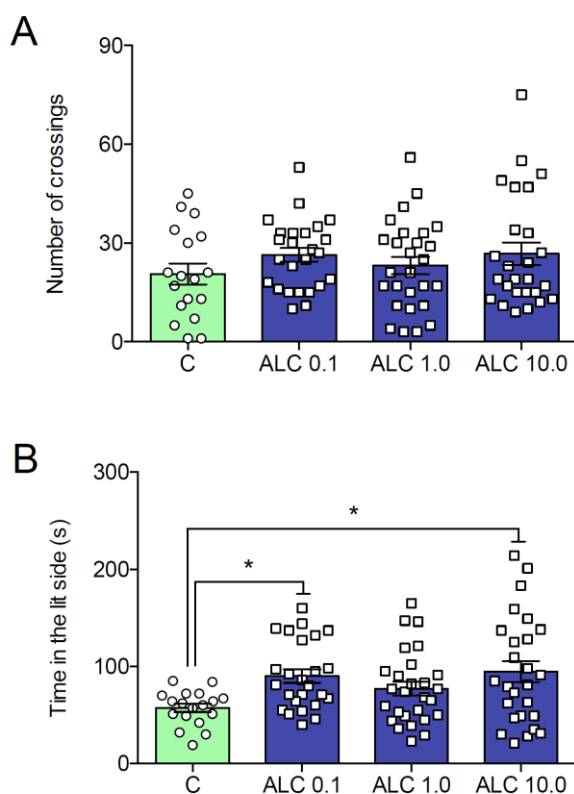 A
Number of crossings
90
60
30
0
C ALC 0.1 ALC 1.0 ALC 10.0
B
Time in the lit side (s)
300
200
100
0
*
*
C ALC 0.1 ALC 1.0 ALC 10.0